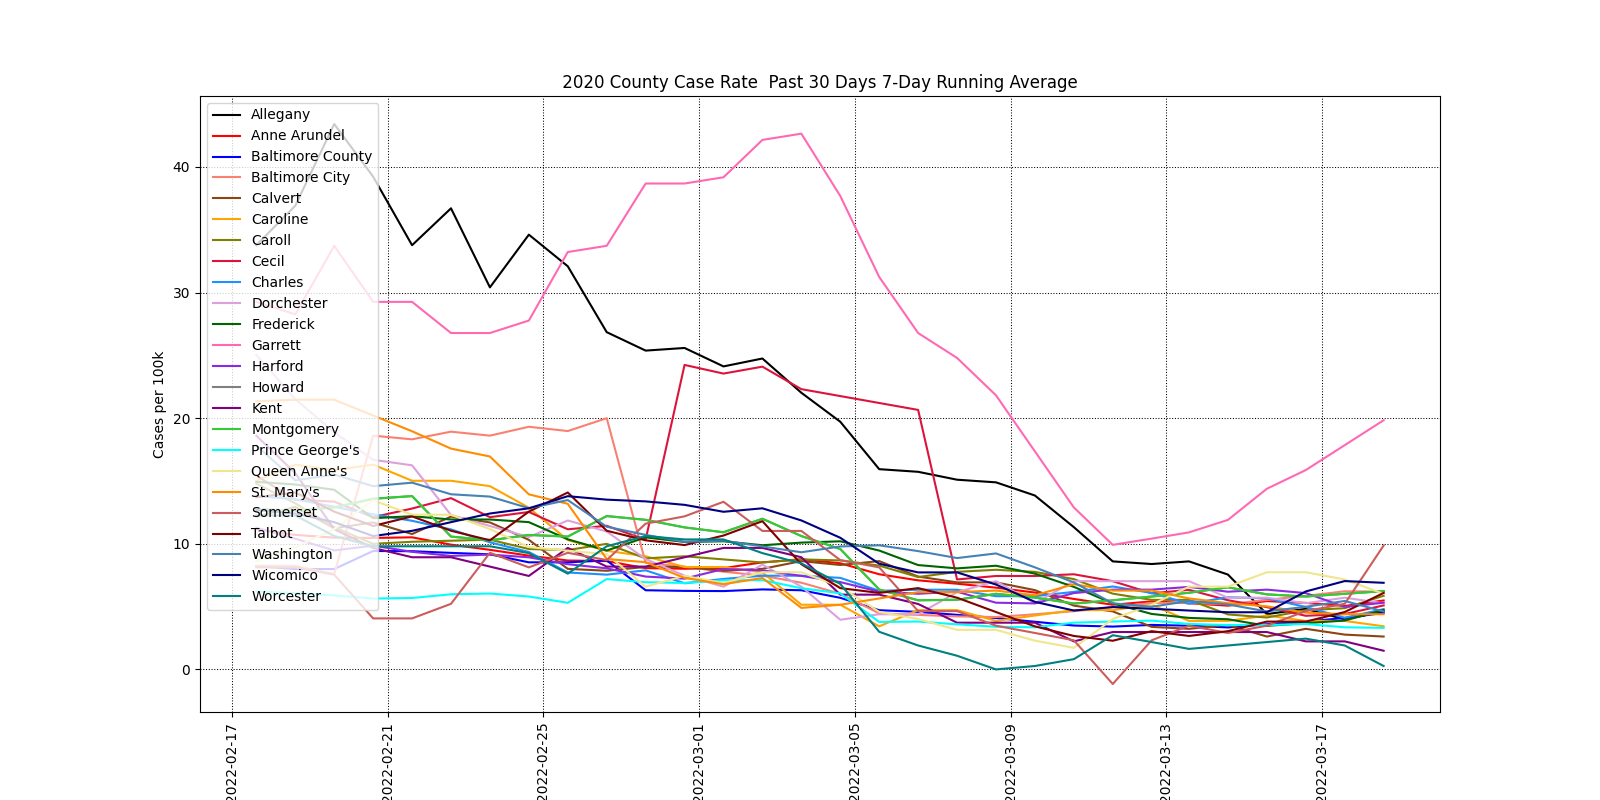 2020 County Case Rate  Past 30 Days 7-Day Running Average
Cases per 100k
40
30
20
10
0
Allegany
Anne Arundel
Baltimore County
Baltimore City
Calvert
Caroline
Caroll
Cecil
Charles
Dorchester
Frederick
Garrett
Harford
Howard
Kent
Montgomery
Prince George's
Queen Anne's
St. Mary's
Somerset
Talbot
Washington
Wicomico
Worcester
2022-02-17
2022-02-21
2022-02-25
2022-03-01
2022-03-05
2022-03-09
2022-03-13
2022-03-17